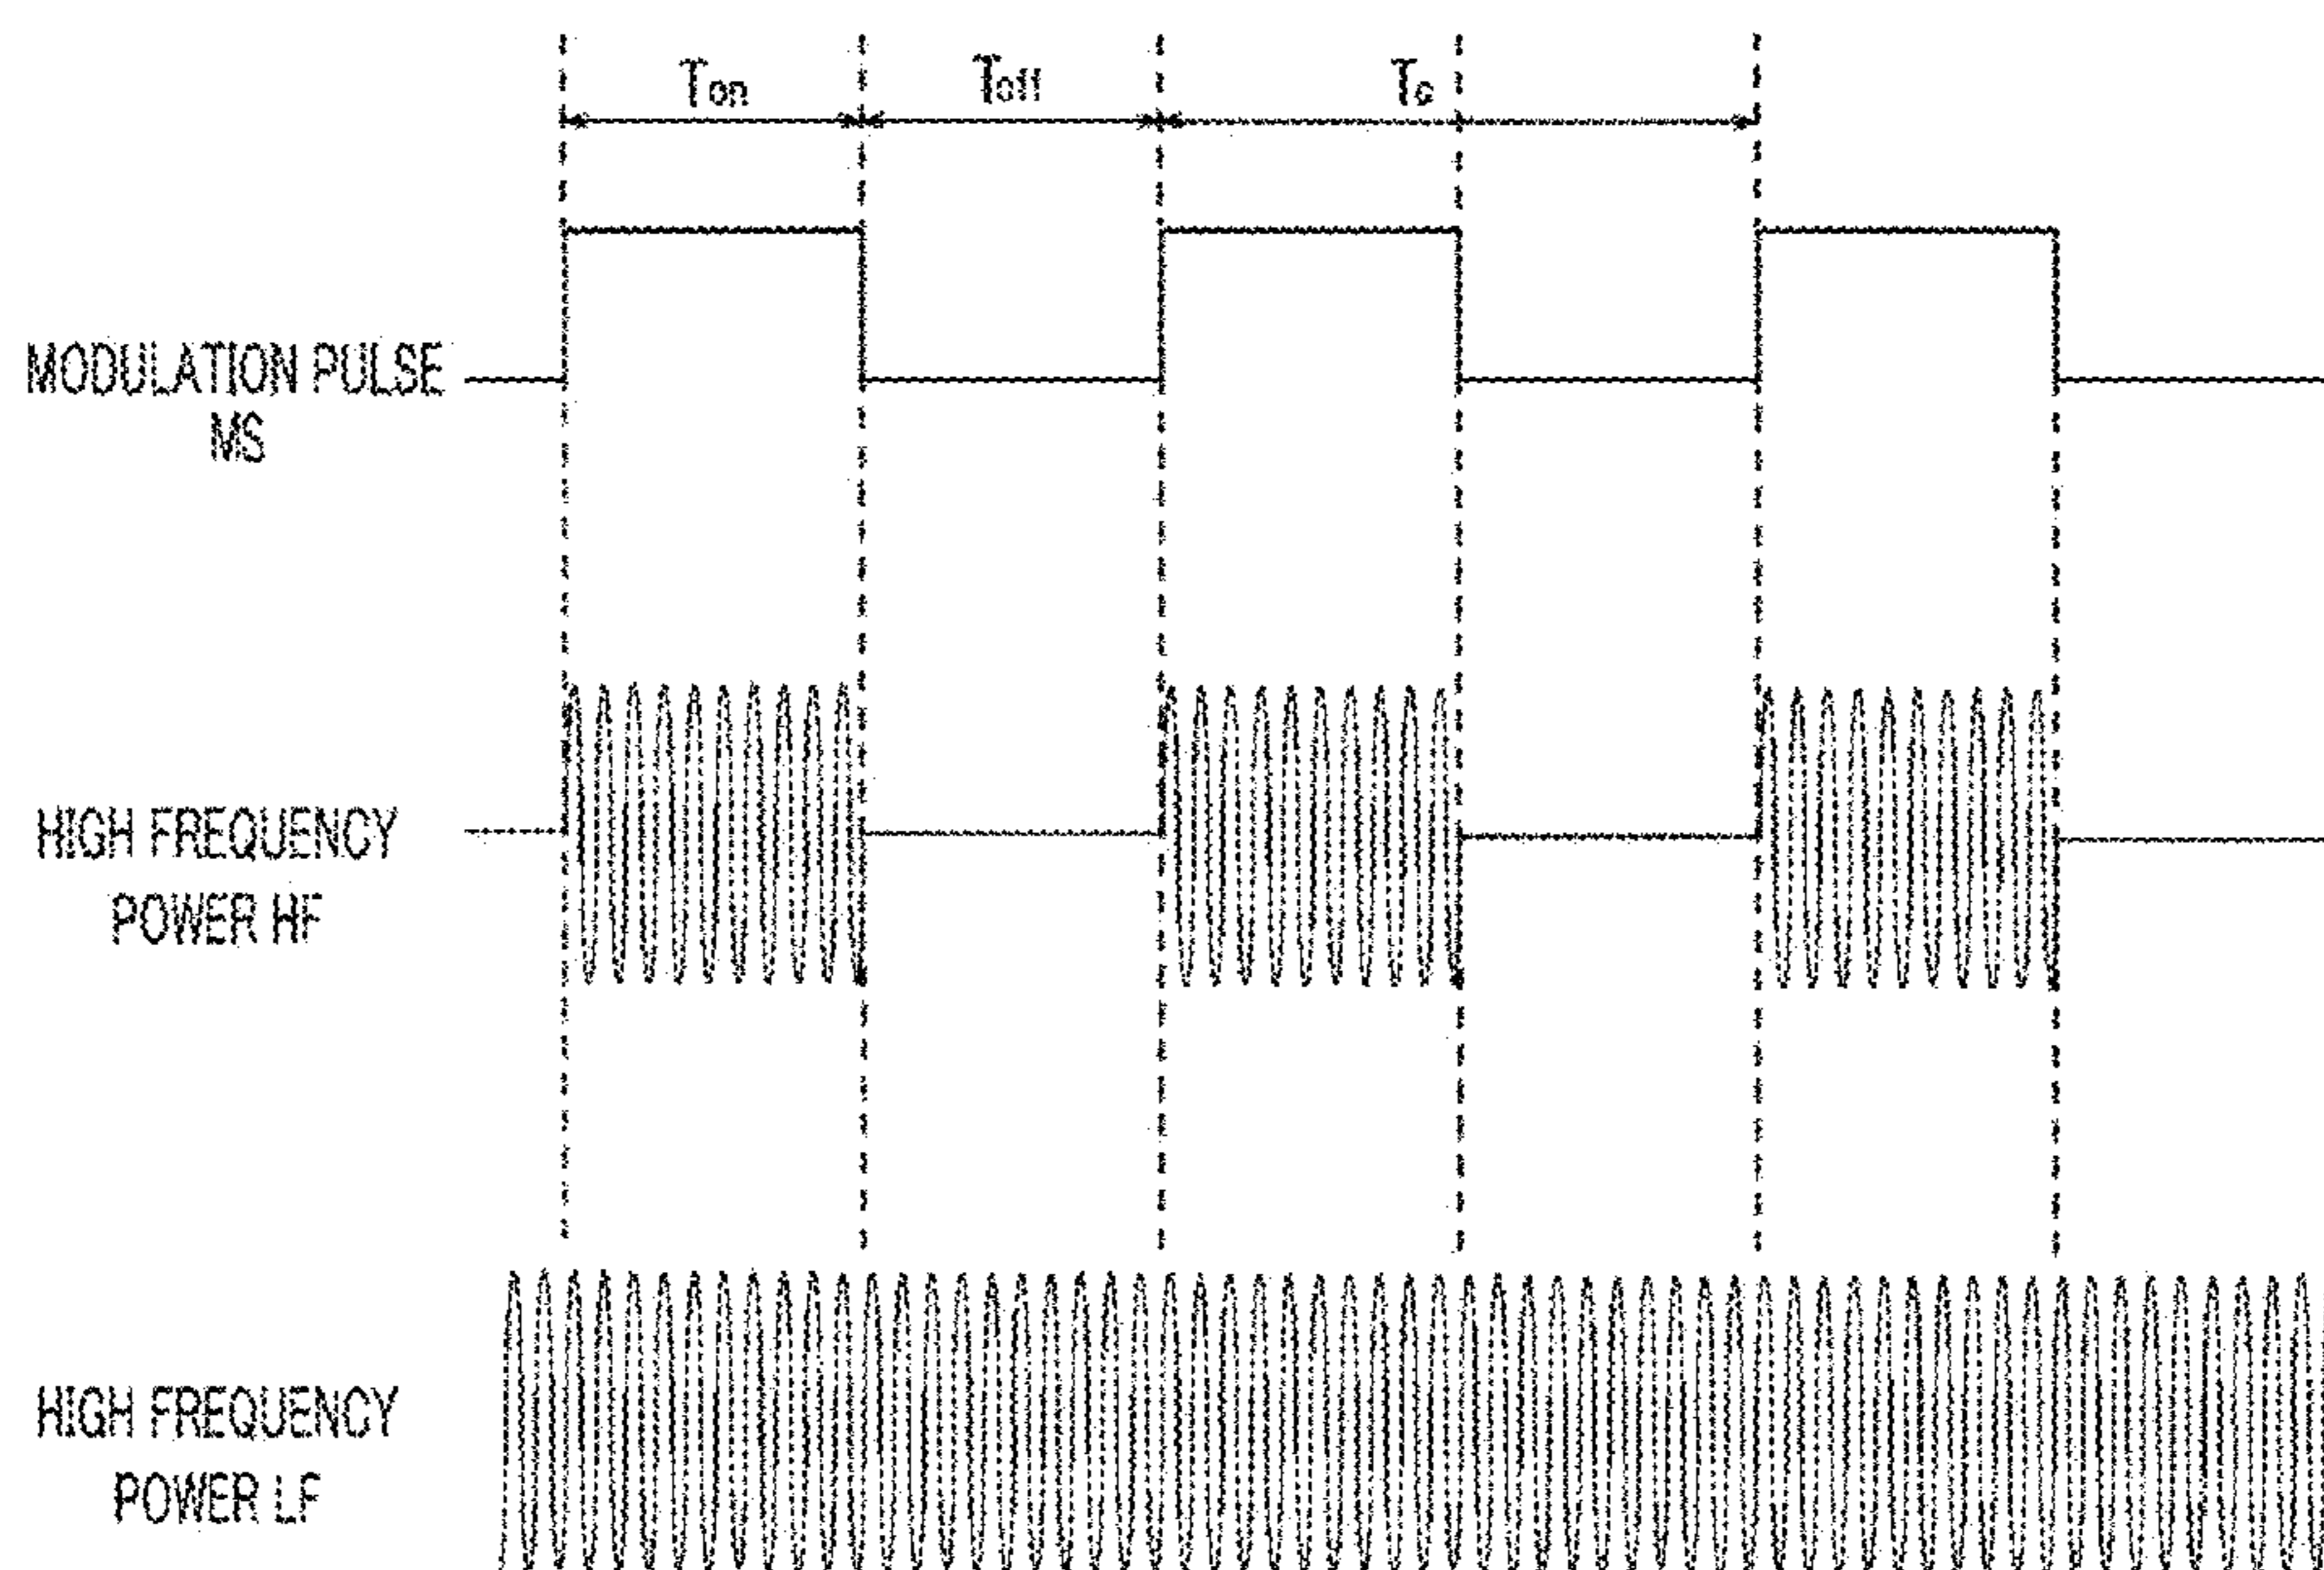 Ton
Toff
Tc
MODULATION PULSE
MS
HIGH FREQUENCY
POWER HF
HIGH FREQUENCY
POWER LF